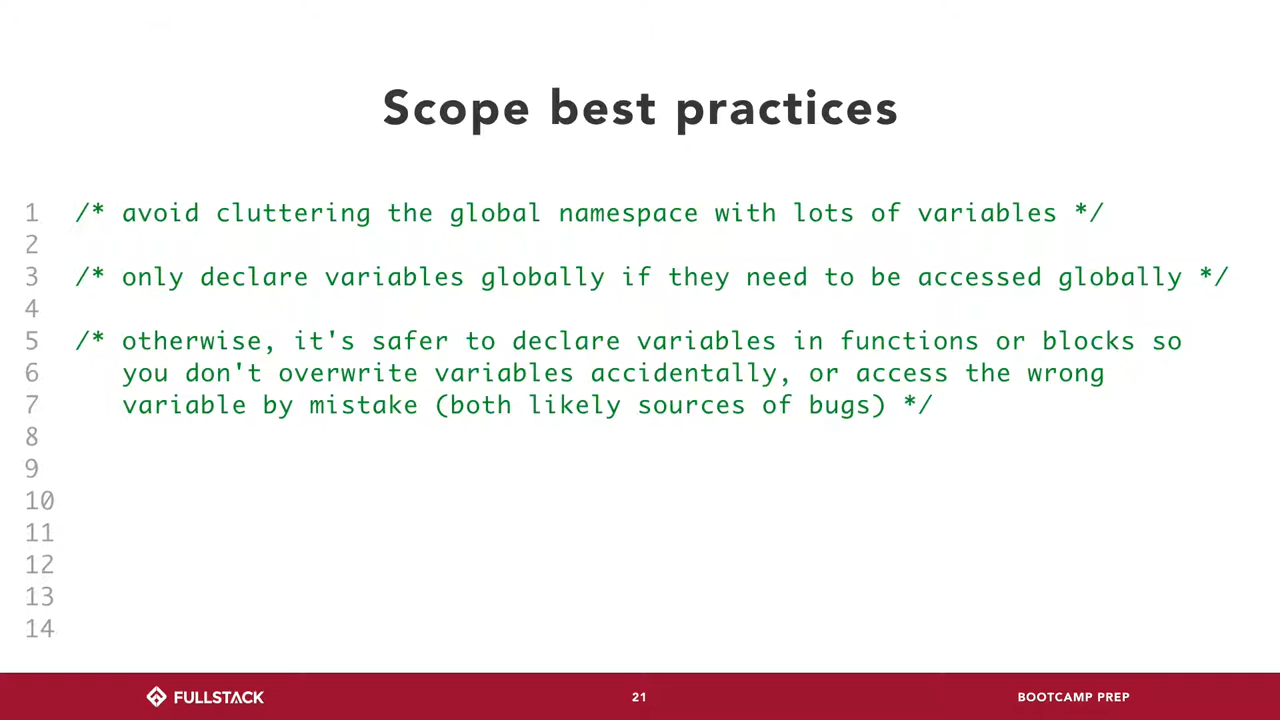 Scope best practices
1 /* avoid cluttering the global namespace with lots of variables */
2
3 /* only declare variables globally if they need to be accessed globally */
4
5 /* otherwise, it's safer to declare variables in functions or blocks so
6 you don't overwrite variables accidentally, or access the wrong
7 variable by mistake (both likely sources of bugs) */
8
9
10
11
12
13
14
FULLSTACK 21 BOOTCAMP PREP